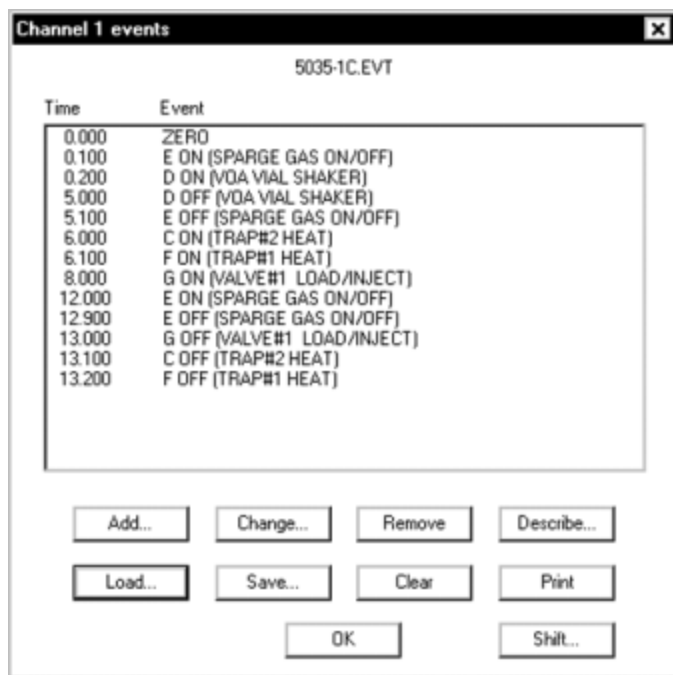 Channel 1 events
5035-1C.EVT
Time Event
0.000 ZERO
0.100 E ON (SPARGE GAS ON/OFF)
0.200 D ON (VOA VIAL SHAKER)
5.000 D OFF (VOA VIAL SHAKER)
5.100 E OFF (SPARGE GAS ON/OFF)
6.000 C ON (TRAP#2 HEAT)
6.100 F ON (TRAP#1 HEAT)
8.000 G ON (VALVE#1 LOAD/INJECT)
12.000 E ON (SPARGE GAS ON/OFF)
12.900 E OFF (SPARGE GAS ON/OFF)
13.000 G OFF (VALVE#1 LOAD/INJECT)
13.100 C OFF (TRAP#2 HEAT)
13.200 F OFF (TRAP#1 HEAT)
Add... Change... Remove Describe...
Load... Save... Clear Print
OK Shift...